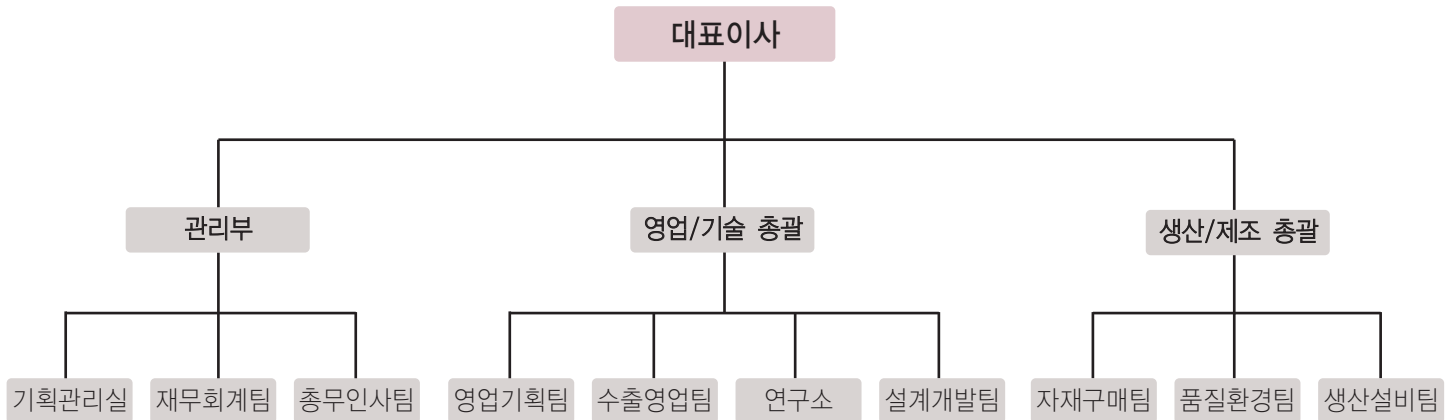 대표이사
관리부
영업/기술 총괄
생산/제조 총괄
기획관리실
재무회계팀
총무인사팀
영업기획팀
수출영업팀
연구소
설계개발팀
자재구매팀
품질환경팀
생산설비팀